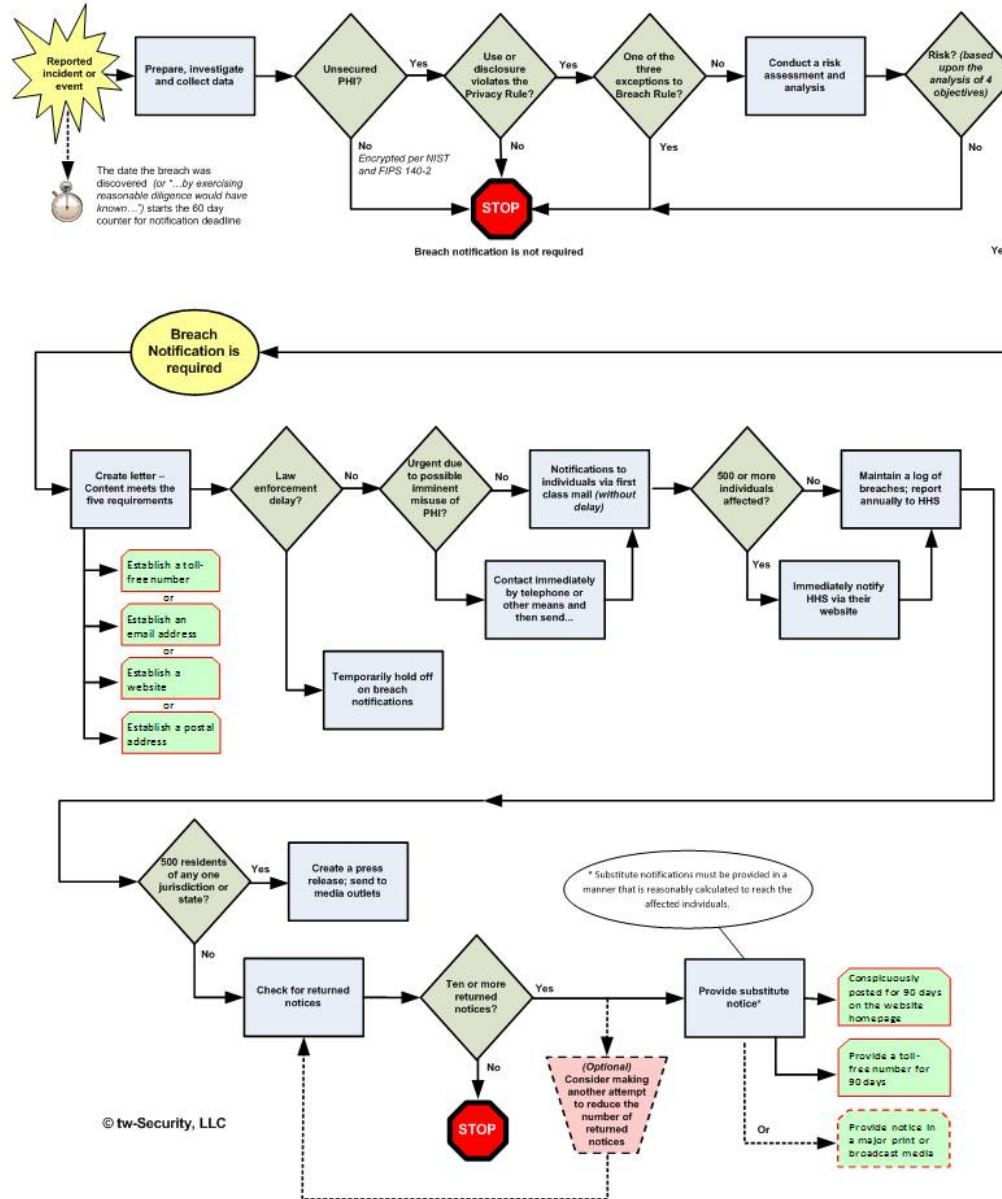 Reported
incident or
event
Prepare, investigate
and collect data
Unsecured
PHI?
Yes
Use or
disclosure violates
the Privacy Rule?
Yes
One of the
three
exceptions to
Breach Rule?
No
Conduct a risk
assessment and
analysis
Risk? (based
upon the
analysis of 4
objectives)
No
Encrypted per NIST
and FIPS 140-2
No
Yes
No
The date the breach was
discovered (or “…by exercising
reasonable diligence would have
known…”) starts the 60 day
counter for notification deadline
STOP
Breach notification is not required
Ye
Breach
Notification is
required
Create letter –
Content meets the
five requirements
Law
enforcement
delay?
No
Urgent due
to possible
imminent
misuse of
PHI?
No
Notifications to
individuals via first
class mail (without
delay)
500 or more
individuals
affected?
No
Maintain a log of
breaches; report
annually to HHS
Yes
Establish a toll-
free number
or
Establish an
email address
or
Establish a
website
or
Establish a postal
address
Contact immediately
by telephone or
other means and
then send...
Immediately notify
HHS via their
website
Temporarily hold off
on breach
notifications
500 residents
of any one
jurisdiction or
state?
Yes
Create a press
release; send to
media outlets
* Substitute notifications must be provided in a
manner that is reasonably calculated to reach the
affected individuals.
No
Check for returned
notices
Ten or more
returned
notices?
Yes
Provide substitute
notice*
Conspicuously
posted for 90 days
on the website
homepage
Provide a toll-
free number for
90 days
No
(Optional)
Consider making
another attempt
to reduce the
number of
returned
notices
Or
Provide notice in
a major print or
broadcast media
STOP
© tw-Security, LLC